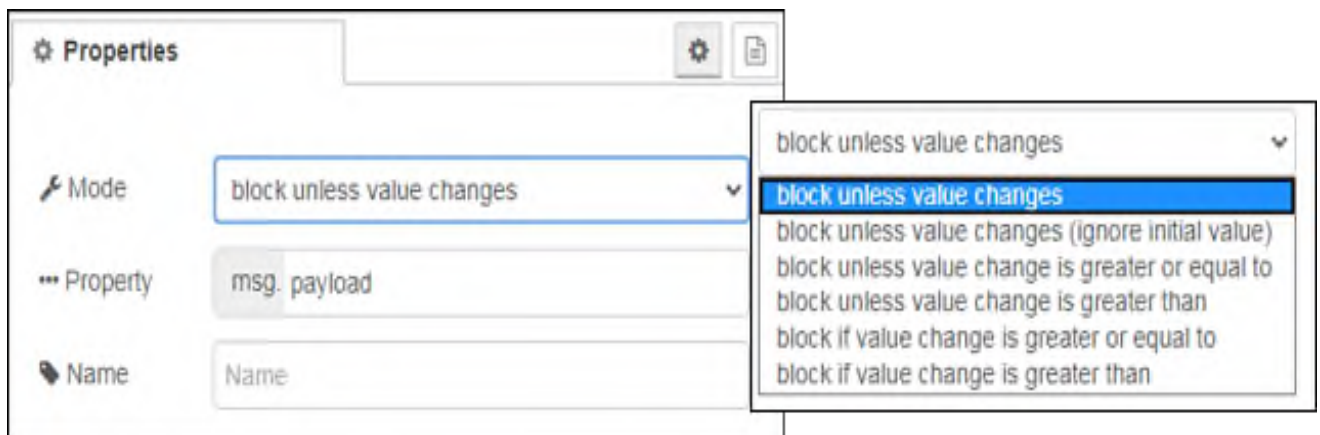 Properties
Mode
block unless value changes
Property
msg. payload
Name
Name
block unless value changes
block unless value changes
block unless value changes (ignore initial value)
block unless value change is greater or equal to
block unless value change is greater than
block if value change is greater or equal to
block if value change is greater than